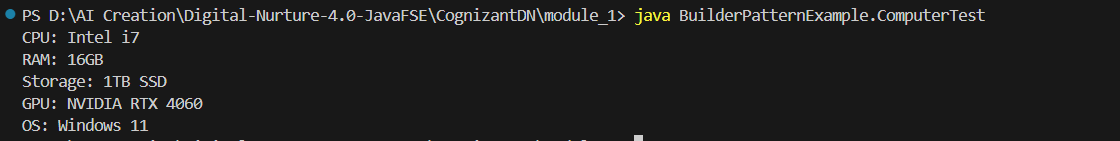 PS D:\AI Creation\Digital-Nurture-4.0-JavaFSE\CognizantDN\module_1> java BuilderPatternExample.ComputerTest
CPU: Intel i7
RAM: 16GB
Storage: 1TB SSD
GPU: NVIDIA RTX 4060
OS: Windows 11